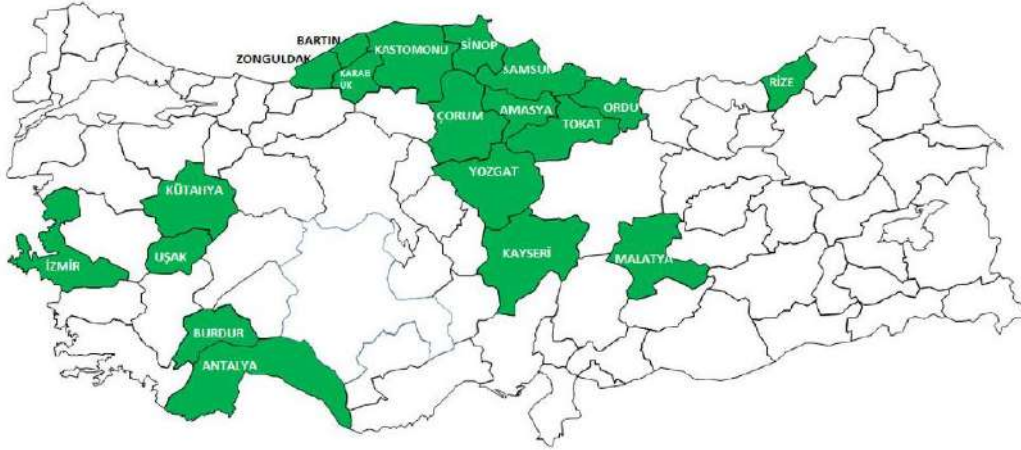 BARTIN
ZONGULDAK
KARAB
ÜK
KASTOMONU
SİNOP
SAMSUN
RİZE
ÇORUM
AMASYA
ORDU
TOKAT
YOZGAT
KÜTAHYA
İZMİR
UŞAK
KAYSERİ
MALATYA
BURDUR
ANTALYA